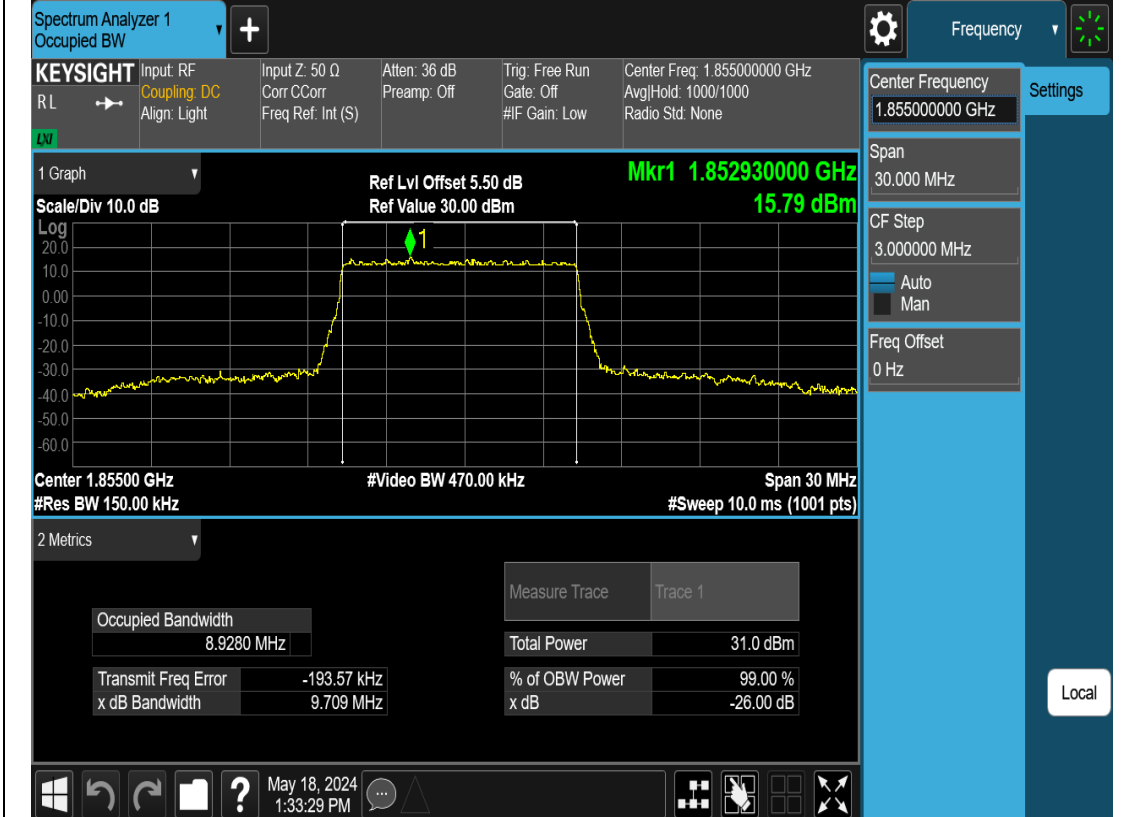 Spectrum Analyzer 1
Occupied BW
+
Frequency
KEYSIGHT
RL
LXI
Input: RF
Coupling: DC
Align: Light
Input Z: 50 Ω
Corr CCorr
Freq Ref: Int (S)
Atten: 36 dB
Preamp: Off
Trig: Free Run
Gate: Off
#IF Gain: Low
Center Freq: 1.855000000 GHz
Avg|Hold: 1000/1000
Radio Std: None
Center Frequency
1.855000000 GHz
Settings
Span
30.000 MHz
CF Step
3.000000 MHz
Auto
Man
Freq Offset
0 Hz
Local
1 Graph
Scale/Div 10.0 dB
Ref Lvl Offset 5.50 dB
Ref Value 30.00 dBm
Mkr1 1.852930000 GHz
15.79 dBm
Log
1
20.0
10.0
0.00
-10.0
-20.0
-30.0
-40.0
-50.0
-60.0
Center 1.85500 GHz
#Video BW 470.00 kHz
Span 30 MHz
#Res BW 150.00 kHz
#Sweep 10.0 ms (1001 pts)
2 Metrics
Measure Trace Trace 1
Occupied Bandwidth
8.9280 MHz
Total Power 31.0 dBm
Transmit Freq Error -193.57 kHz
% of OBW Power 99.00 %
x dB Bandwidth 9.709 MHz
x dB -26.00 dB
?
May 18, 2024
1:33:29 PM